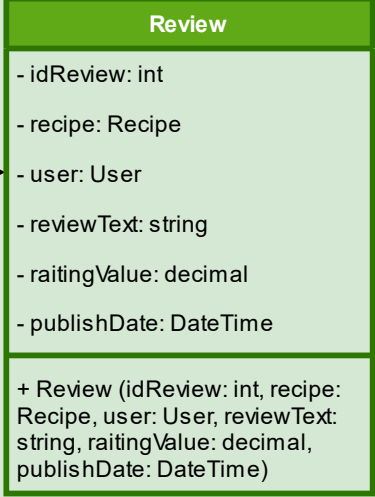 Review
- idReview: int
- recipe: Recipe
- user: User
- reviewText: string
- raitingValue: decimal
- publishDate: DateTime
+ Review (idReview: int, recipe:
Recipe, user: User, reviewText:
string, raitingValue: decimal,
publishDate: DateTime)